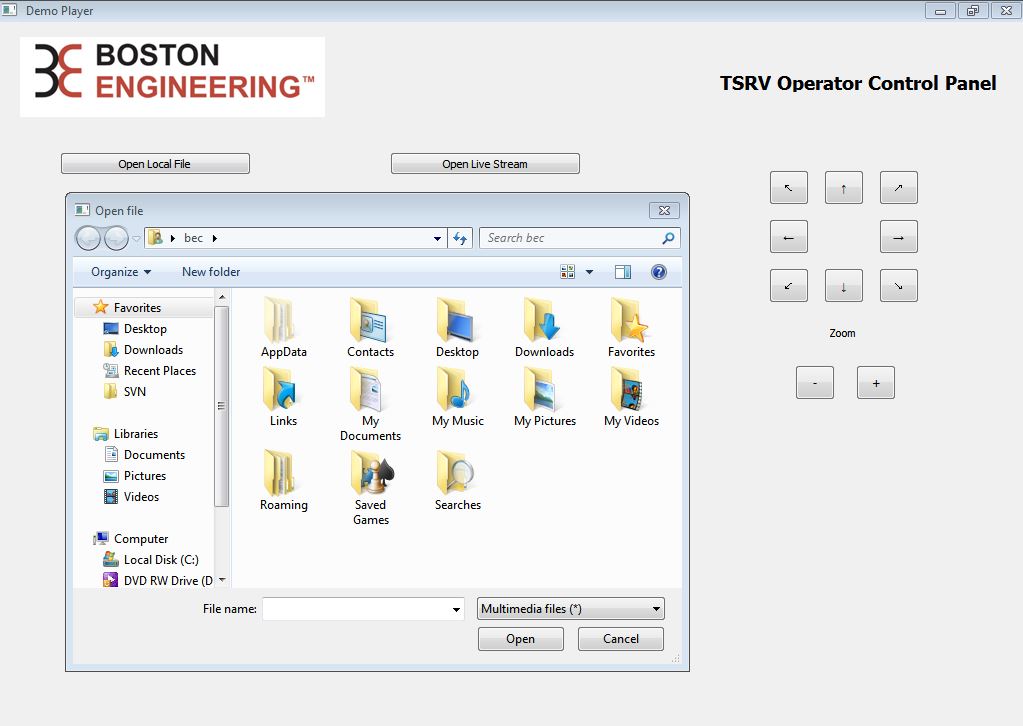 Demo Player
BOSTON
ENGINEERING™
TSRV Operator Control Panel
Open Local File
Open Live Stream
Open file
bec
Search bec
Organize
New folder
Favorites
Desktop
Downloads
Recent Places
SVN
Libraries
Documents
Pictures
Videos
Computer
Local Disk (C:)
DVD RW Drive (D
AppData
Contacts
Desktop
Downloads
Favorites
Links
My
Documents
My Music
My Pictures
My Videos
Roaming
Saved
Games
Searches
File name:
Multimedia files (*)
Open
Cancel
↖ ↑ ↗
← →
↙ ↓ ↘
Zoom
- +